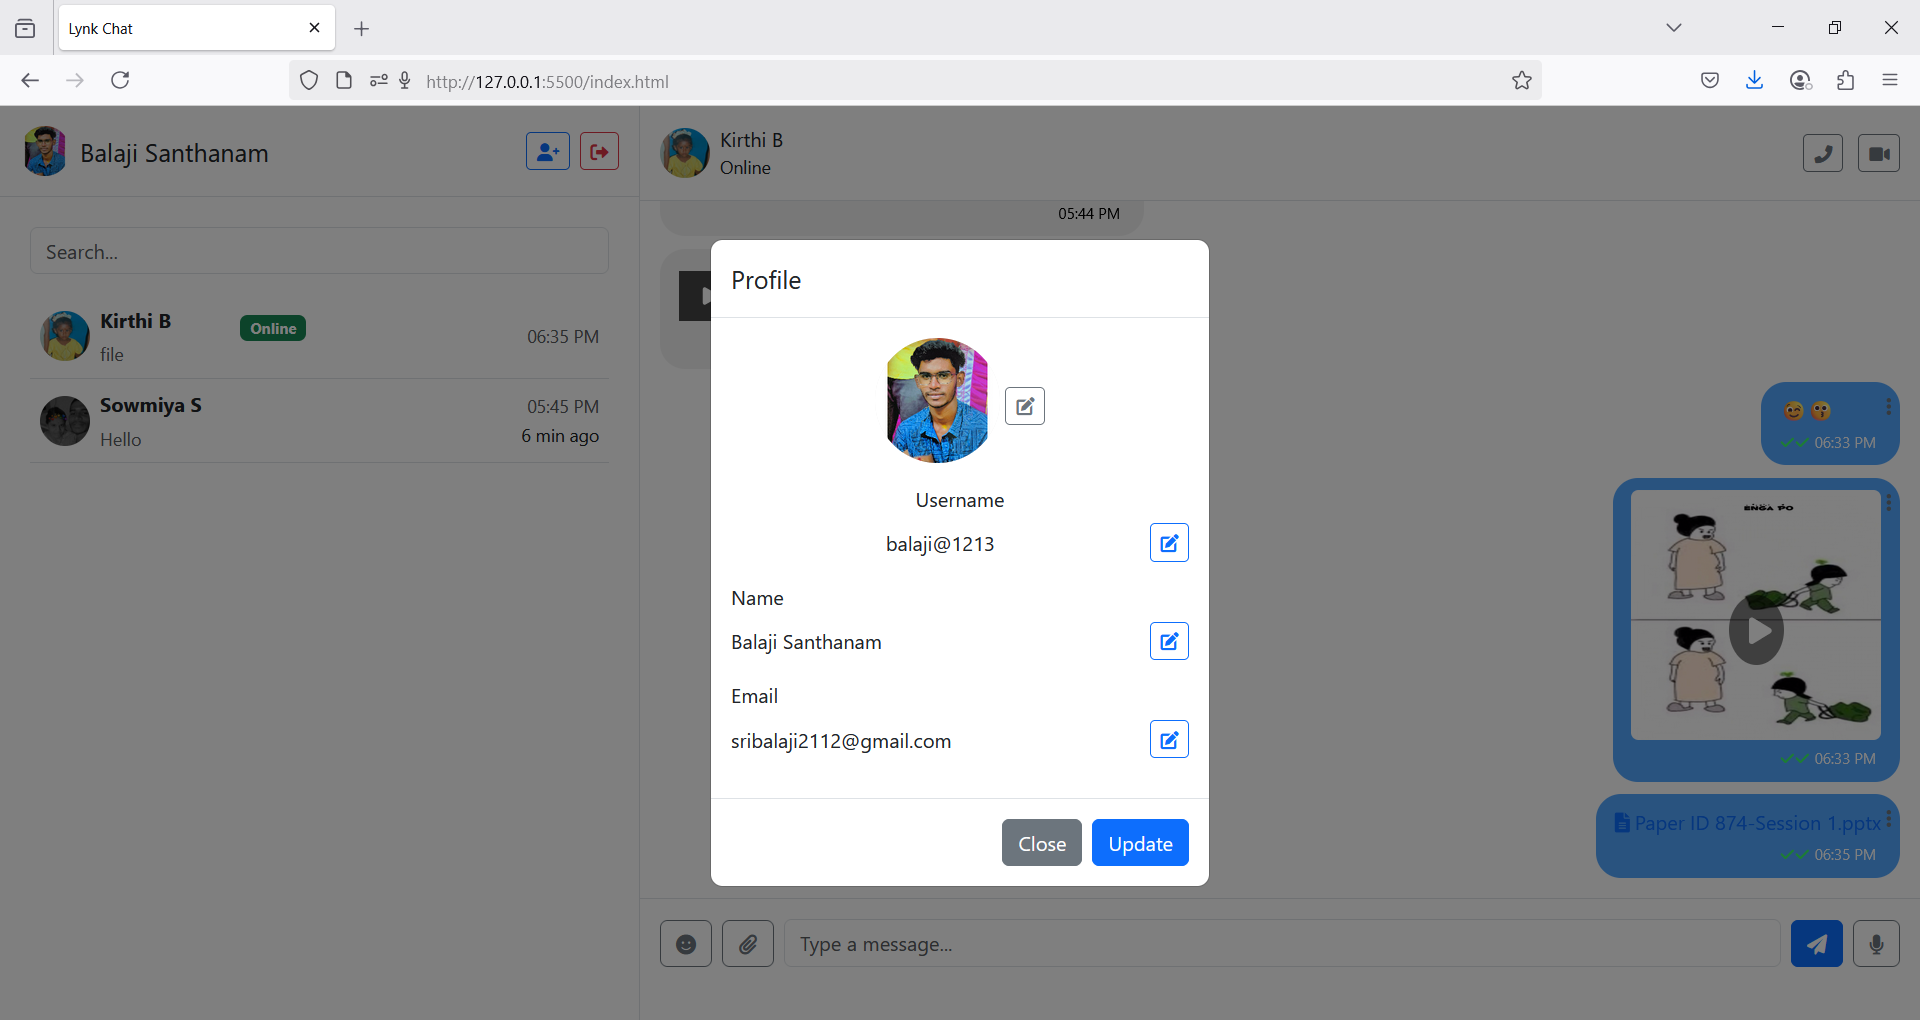 Lynk Chat
http://127.0.0.1:5500/index.html
Balaji Santhanam
Search...
Kirthi B
Online
06:35 PM
file
Sowmiya S
05:45 PM
Hello
6 min ago
Kirthi B
Online
05:44 PM
06:33 PM
ENGA PO
06:33 PM
Paper ID 874-Session 1.pptx
06:35 PM
Type a message...
Profile
Username
balaji@1213
Name
Balaji Santhanam
Email
sribalaji2112@gmail.com
Close
Update